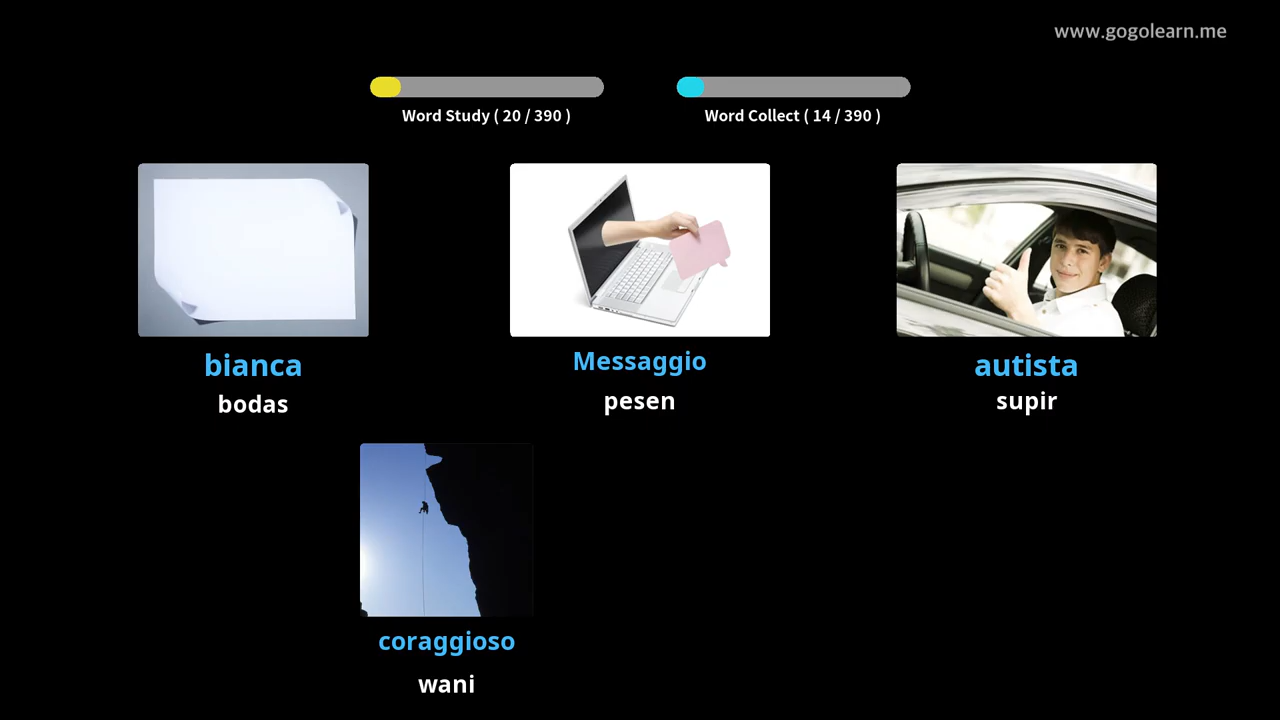 www.gogolearn.me
Word Study ( 20 / 390 )
Word Collect ( 14 / 390 )
bianca
bodas
Messaggio
pesen
autista
supir
coraggioso
wani